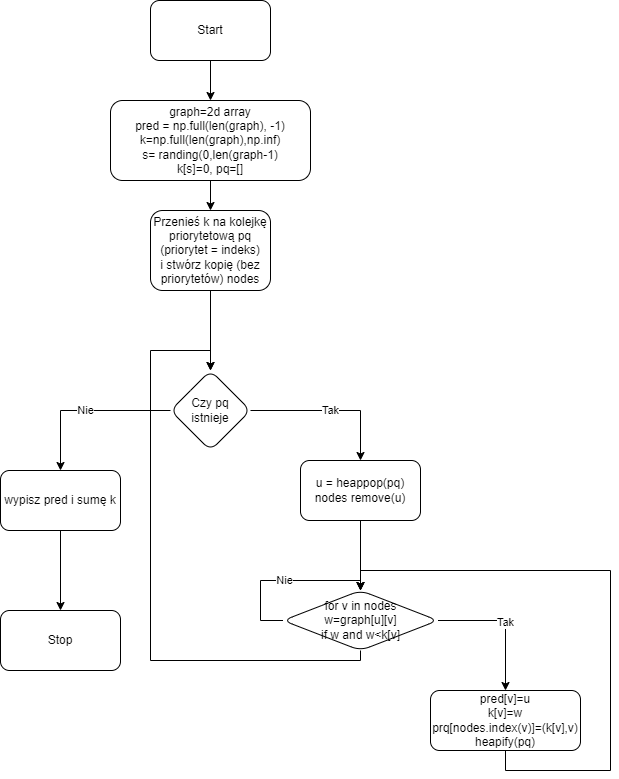 Start
graph=2d array
pred = np.full(len(graph), -1)
k=np.full(len(graph),np.inf)
s= randing(0,len(graph-1)
k[s]=0, pq=[]
Przenieś k na kolejkę
priorytetową pq
(priorytet = indeks)
i stwórz kopię (bez
priorytetów) nodes
Czy pq
istnieje
Nie
Tak
wypisz pred i sumę k
u = heappop(pq)
nodes remove(u)
Stop
Nie
for v in nodes
w=graph[u][v]
if w and w<k[v]
Tak
pred[v]=u
k[v]=w
prq[nodes.index(v)]=(k[v],v)
heapify(pq)